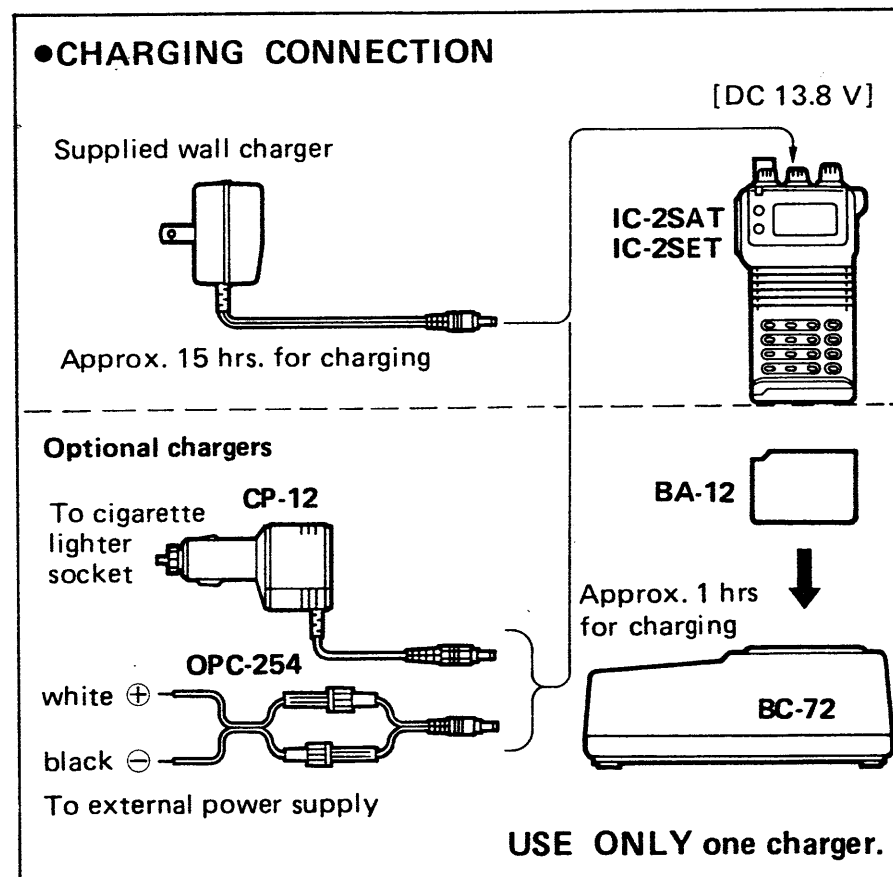 ●CHARGING CONNECTION
[DC 13.8 V]
Supplied wall charger
IC-2SAT
IC-2SET
Approx. 15 hrs. for charging
Optional chargers
CP-12
To cigarette
lighter
socket
BA-12
Approx. 1 hrs
for charging
OPC-254
white ⊕
black ⊖
To external power supply
BC-72
USE ONLY one charger.